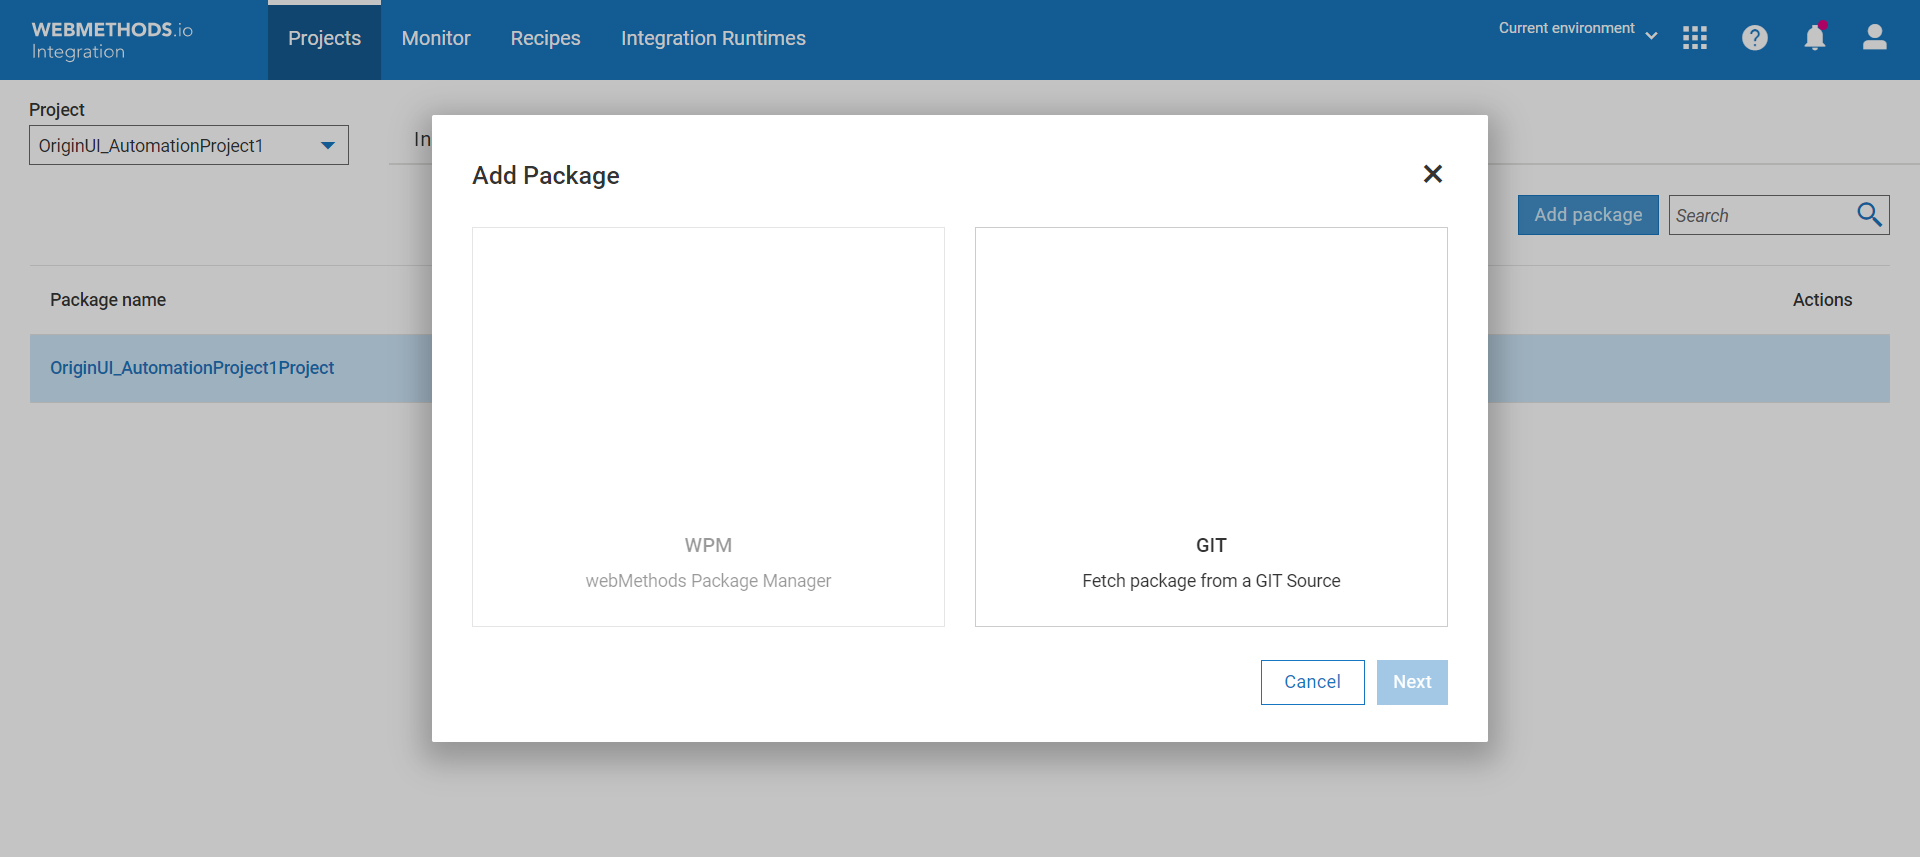 WEBMETHODS.io
Integration
Projects
Monitor
Recipes
Integration Runtimes
Current environment
Project
OriginUI_AutomationProject1
In
Add Package
Add package
Search
Package name
Actions
OriginUI_AutomationProject1Project
WPM
webMethods Package Manager
GIT
Fetch package from a GIT Source
Cancel
Next